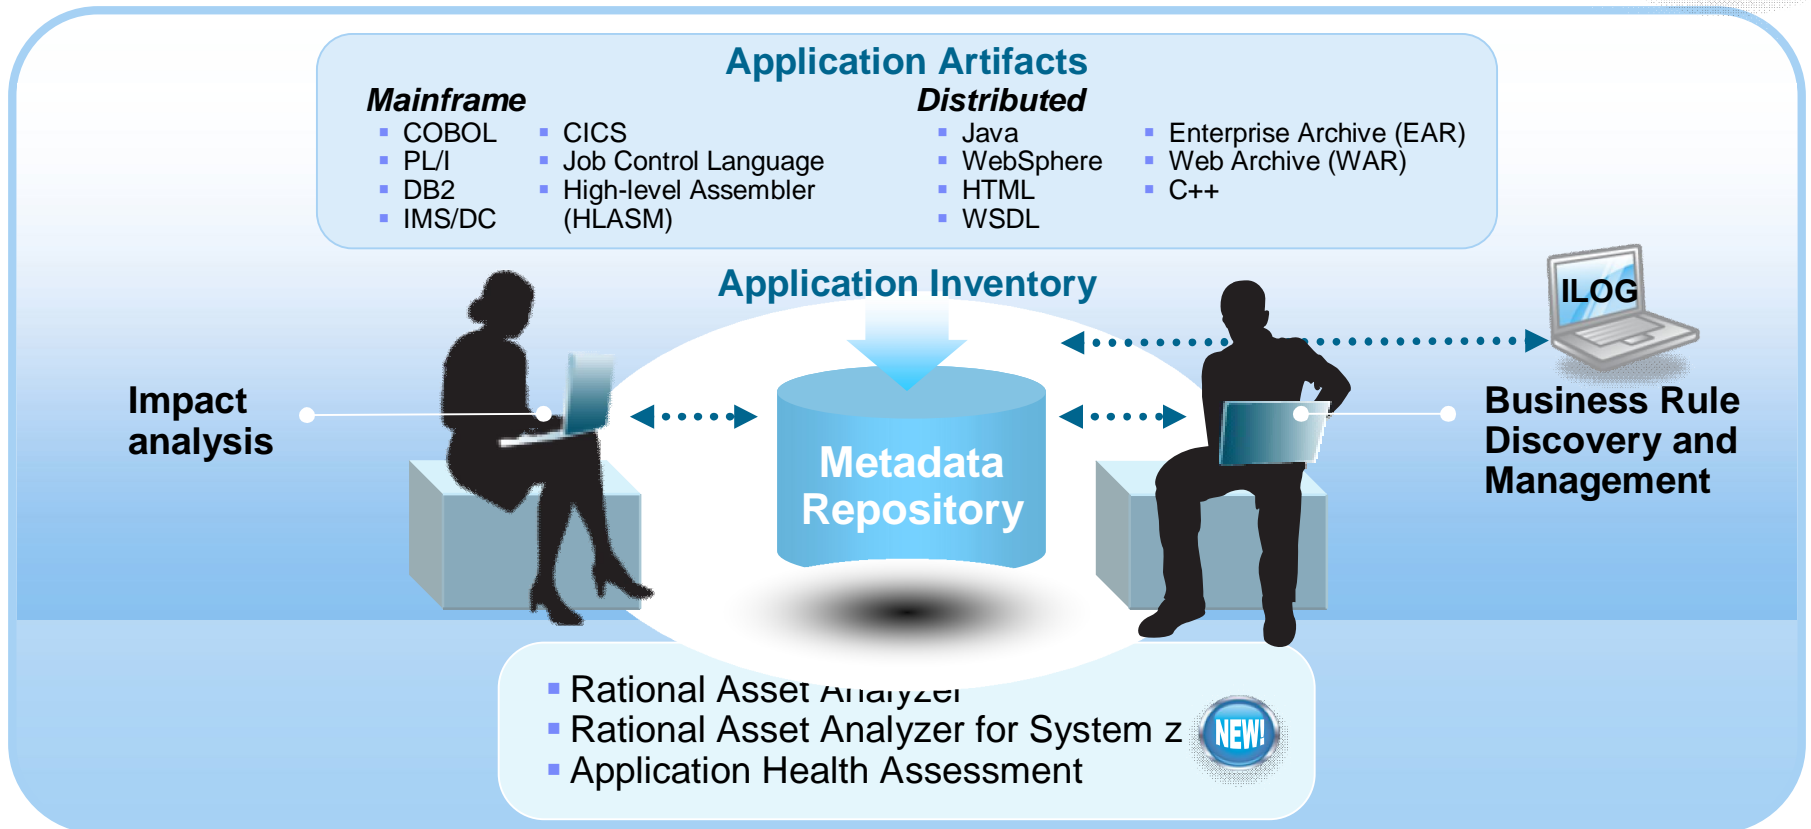 Application Artifacts
Mainframe
COBOL
PL/I
DB2
IMS/DC
CICS
Job Control Language
High-level Assembler
(HLASM)
Distributed
Java
WebSphere
HTML
WSDL
Enterprise Archive (EAR)
Web Archive (WAR)
C++
Application Inventory
ILOG
Impact
analysis
Metadata
Repository
Business Rule
Discovery and
Management
Rational Asset Analyzer
Rational Asset Analyzer for System z
NEW!
Application Health Assessment